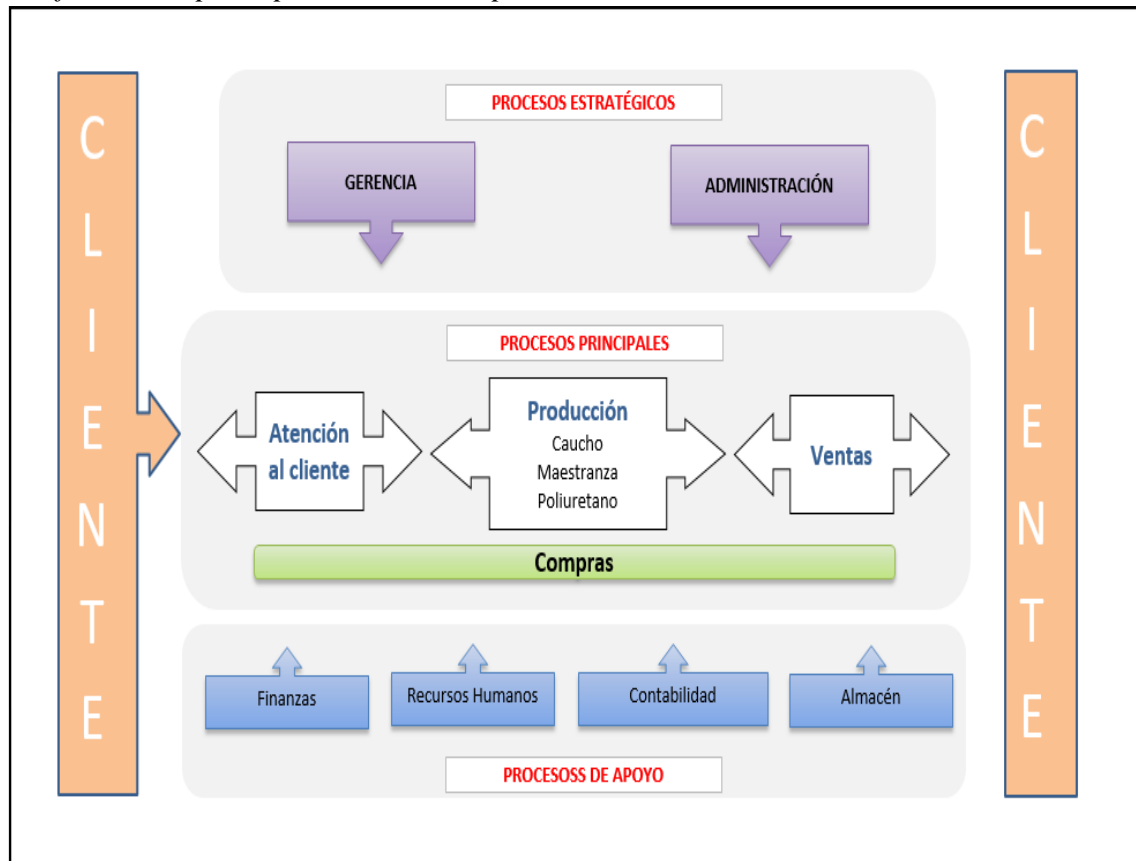 C
L
I
E
N
T
E
PROCESOS ESTRATÉGICOS
GERENCIA
ADMINISTRACIÓN
PROCESOS PRINCIPALES
Atención
al cliente
Producción
Caucho
Maestranza
Poliuretano
Ventas
Compras
Finanzas
Recursos Humanos
Contabilidad
Almacén
PROCESOSS DE APOYO
C
L
I
E
N
T
E